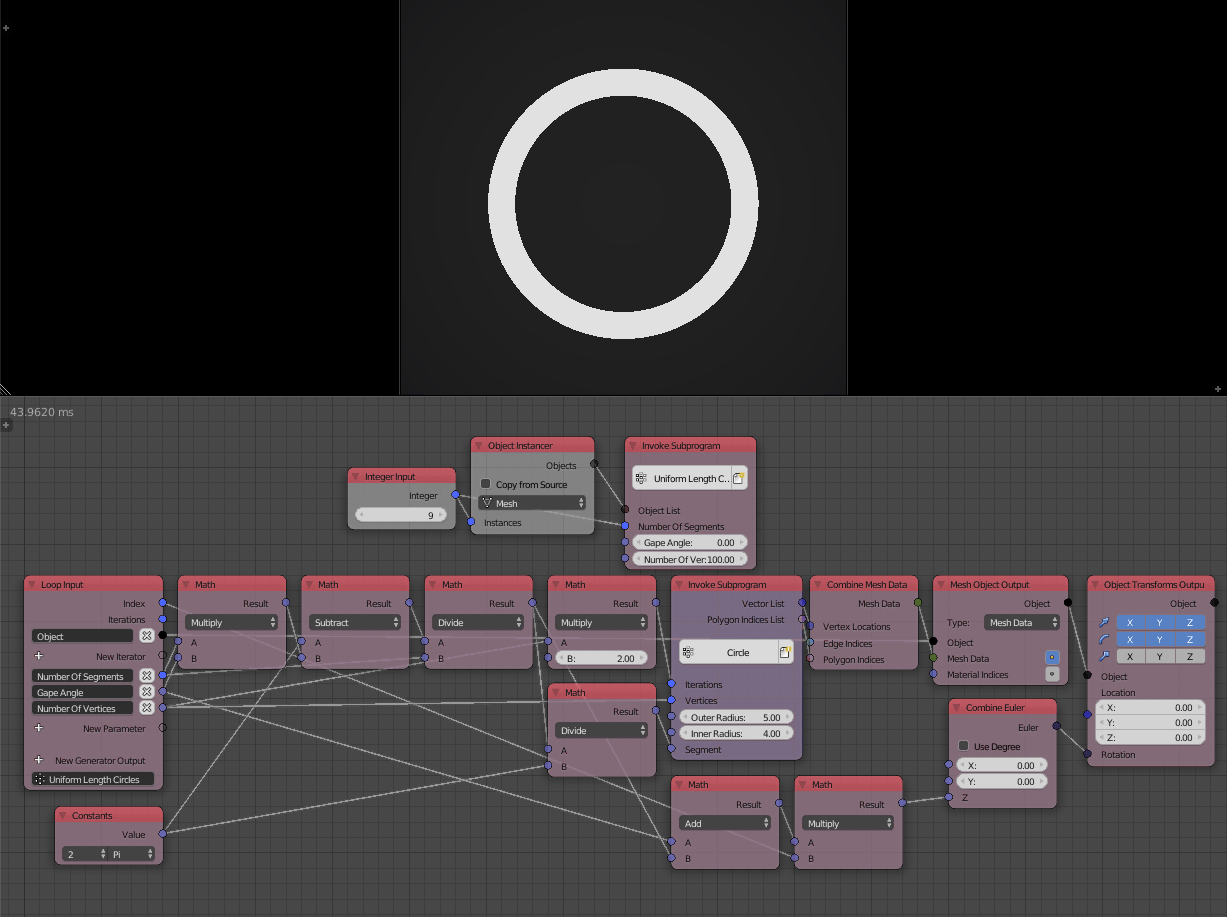 43.9620 ms
Integer Input
Integer
9
Object Instancer
Objects
Copy from Source
Mesh
Instances
Invoke Subprogram
Uniform Length C..
Object List
Number Of Segments
Gape Angle: 0.00
Number Of Ver:100.00
Loop Input
Index
Iterations
Object
New Iterator
Number Of Segments
Gape Angle
Number Of Vertices
New Parameter
New Generator Output
Uniform Length Circles
Math
Result
Multiply
A
B
Math
Result
Subtract
A
B
Math
Result
Divide
A
B
Math
Result
Multiply
A
B: 2.00
Math
Result
Divide
A
B
Invoke Subprogram
Vector List
Polygon Indices List
Circle
Iterations
Vertices
Outer Radius: 5.00
Inner Radius: 4.00
Segment
Combine Mesh Data
Mesh Data
Vertex Locations
Edge Indices
Polygon Indices
Mesh Object Output
Object
Type: Mesh Data
Object
Mesh Data
Material Indices
Object Transforms Outpu
Object
X Y Z
X Y Z
X Y Z
Object
Location
X: 0.00
Y: 0.00
Z: 0.00
Rotation
Combine Euler
Euler
Use Degree
X: 0.00
Y: 0.00
Z
Constants
Value
2 Pi
Math
Result
Add
A
B
Math
Result
Multiply
A
B